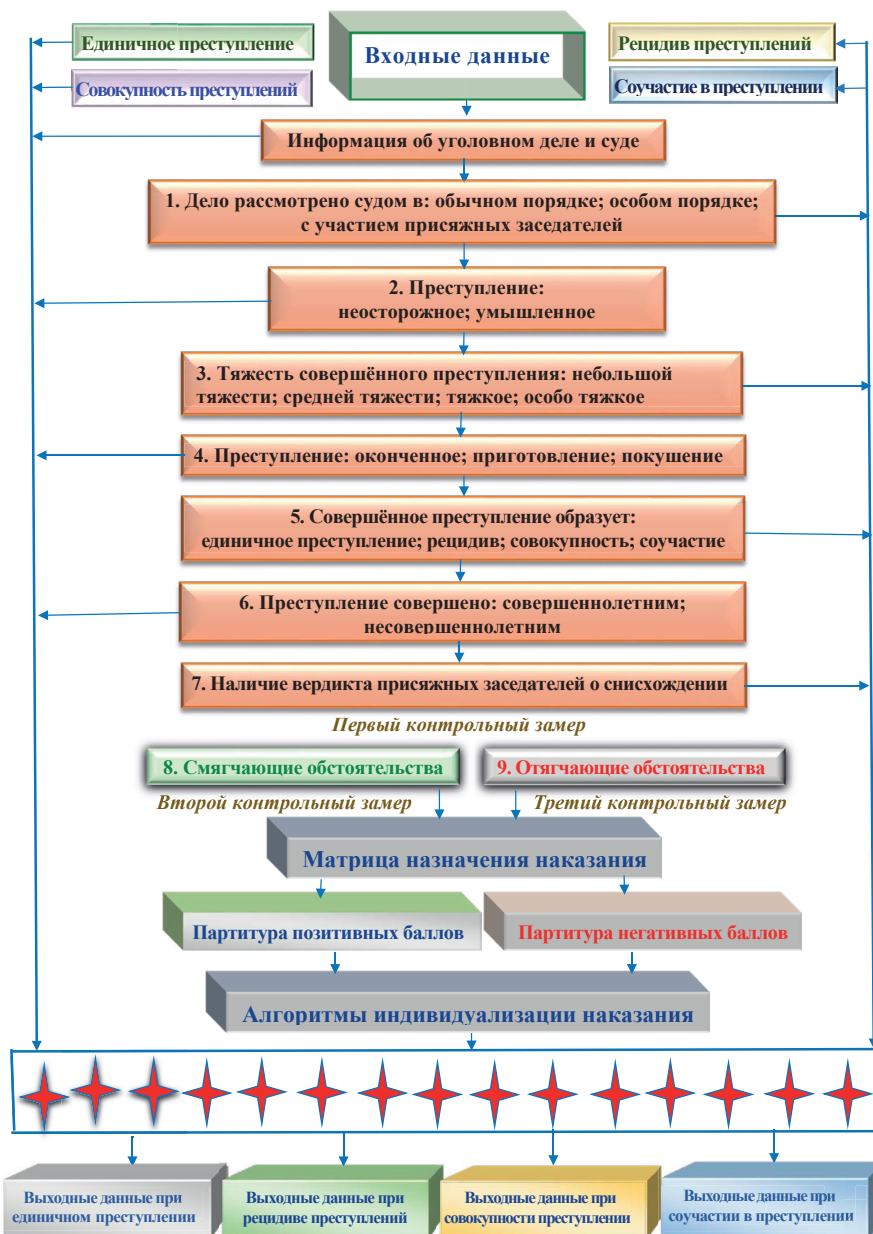 Единичное преступление
Входные данные
Рецидив преступлений
Совокупность преступлений
Соучастие в преступлении
Информация об уголовном деле и суде
1. Дело рассмотрено судом в: обычном порядке; особом порядке;
с участием присяжных заседателей
2. Преступление:
неосторожное; умышленное
3. Тяжесть совершённого преступления: небольшой
тяжести; средней тяжести; тяжкое; особо тяжкое
4. Преступление: оконченное; приготовление; покушение
5. Совершённое преступление образует:
единичное преступление; рецидив; совокупность; соучастие
6. Преступление совершено: совершеннолетним;
несовершеннолетним
7. Наличие вердикта присяжных заседателей о снисхождении
Первый контрольный замер
8. Смягчающие обстоятельства
9. Отягчающие обстоятельства
Второй контрольный замер
Третий контрольный замер
Матрица назначения наказания
Партитура позитивных баллов
Партитура негативных баллов
Алгоритмы индивидуализации наказания
Выходные данные при
единичном преступлении
Выходные данные при
рецидиве преступлений
Выходные данные при
совокупности преступлении
Выходные данные при
соучастии в преступлении